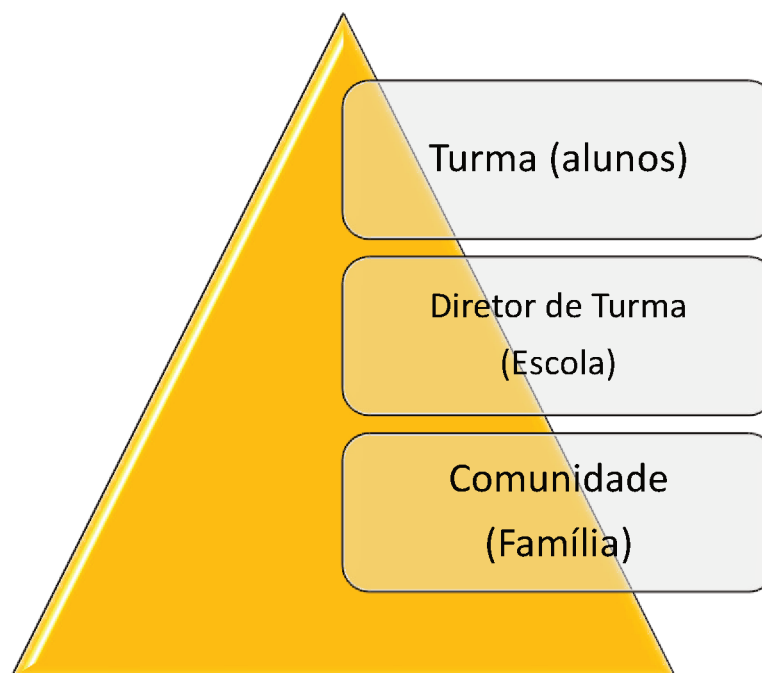 Turma (alunos)
Diretor de Turma
(Escola)
Comunidade
(Família)